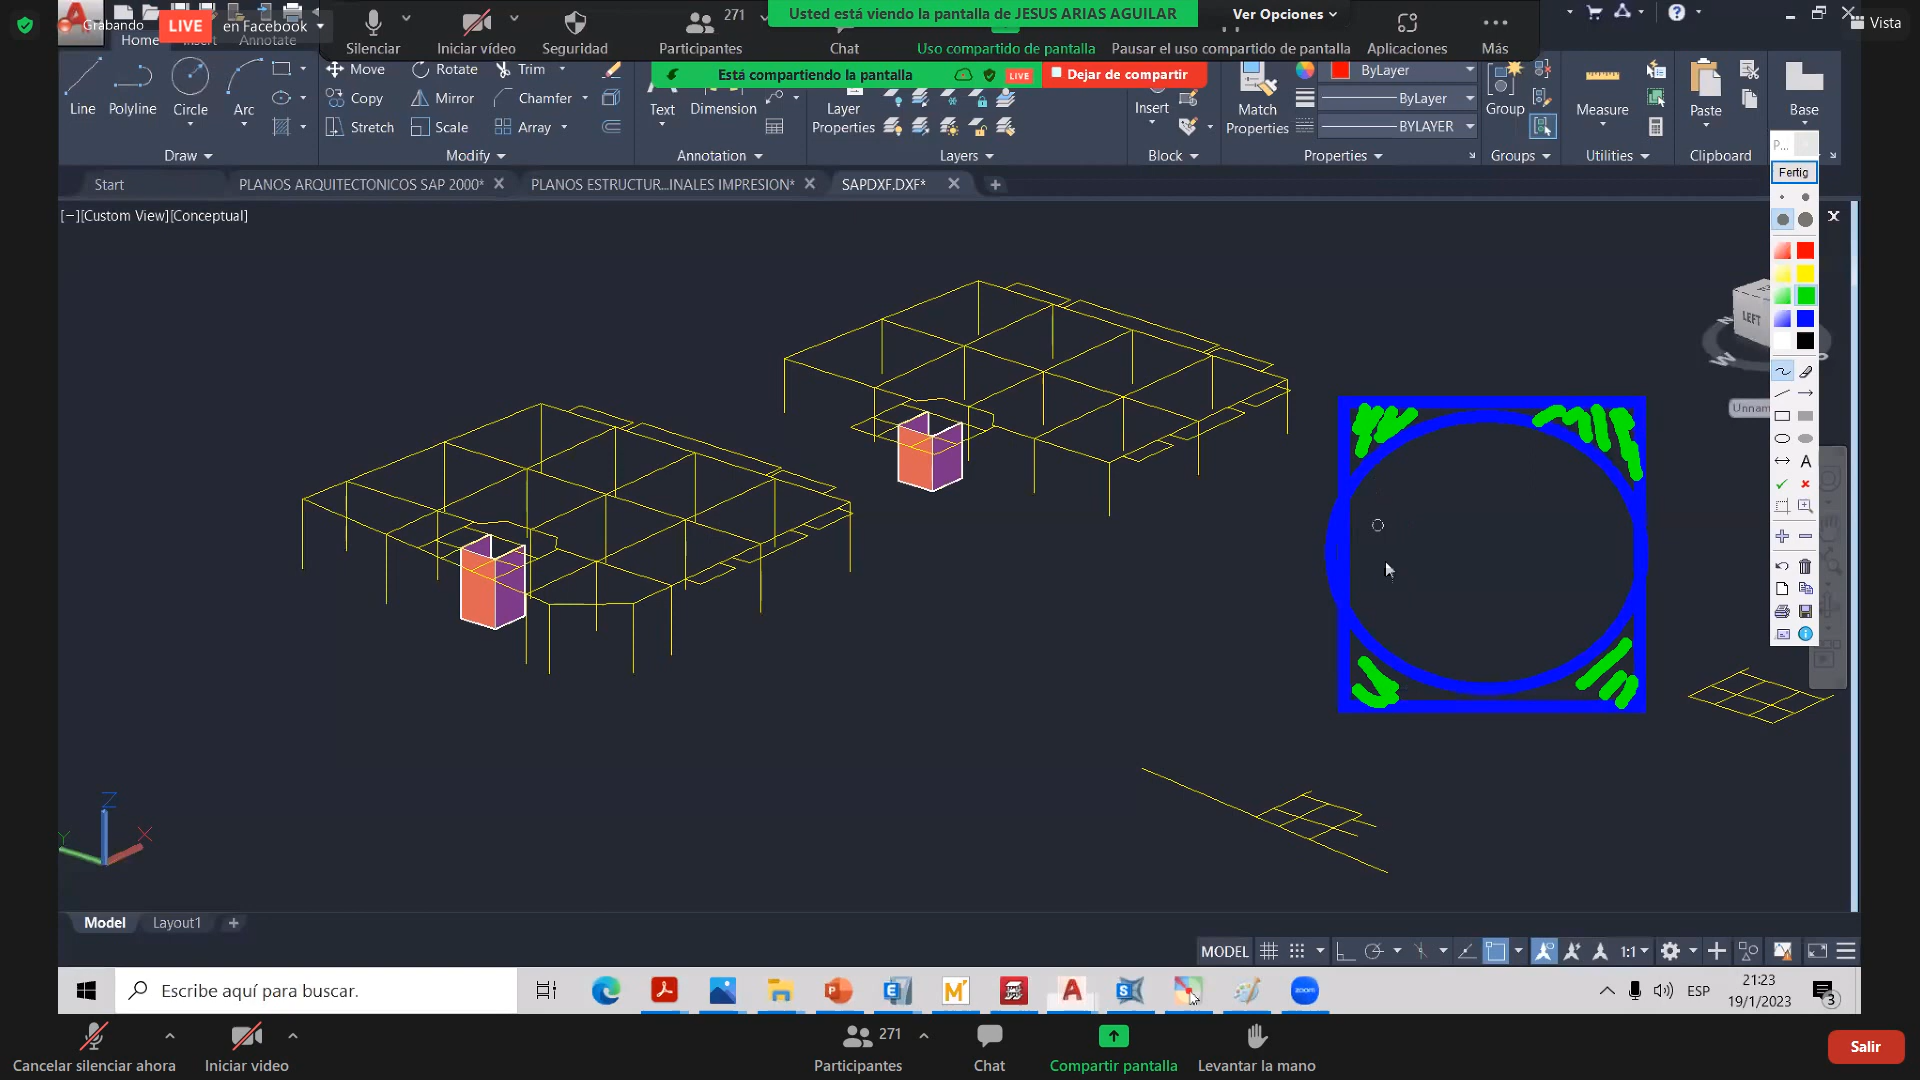 Grabando
LIVE
en Facebook
Silenciar
Iniciar vídeo
Seguridad
271
Participantes
Chat
Usted está viendo la pantalla de JESUS ARIAS AGUILAR
Ver Opciones
Uso compartido de pantalla
Pausar el uso compartido de pantalla
Aplicaciones
Más
Vista
Está compartiendo la pantalla
LIVE
Dejar de compartir
Home
Insert
Annotate
Line
Polyline
Circle
Arc
Move
Rotate
Trim
Copy
Mirror
Chamfer
Stretch
Scale
Array
Text
Dimension
Layer
Properties
Insert
Match
Properties
ByLayer
ByLayer
BYLAYER
Group
Measure
Paste
Base
Draw
Modify
Annotation
Layers
Block
Properties
Groups
Utilities
Clipboard
Start
PLANOS ARQUITECTONICOS SAP 2000*
PLANOS ESTRUCTUR...INALES IMPRESION*
SAPDXF.DXF*
P...
Fertig
[−][Custom View][Conceptual]
LEFT
N
W
Unnam
A
Z
Y
X
Model
Layout1
MODEL
1:1
Escribe aquí para buscar.
zoom
ESP
21:23
19/1/2023
3
Cancelar silenciar ahora
Iniciar video
271
Participantes
Chat
Compartir pantalla
Levantar la mano
Salir